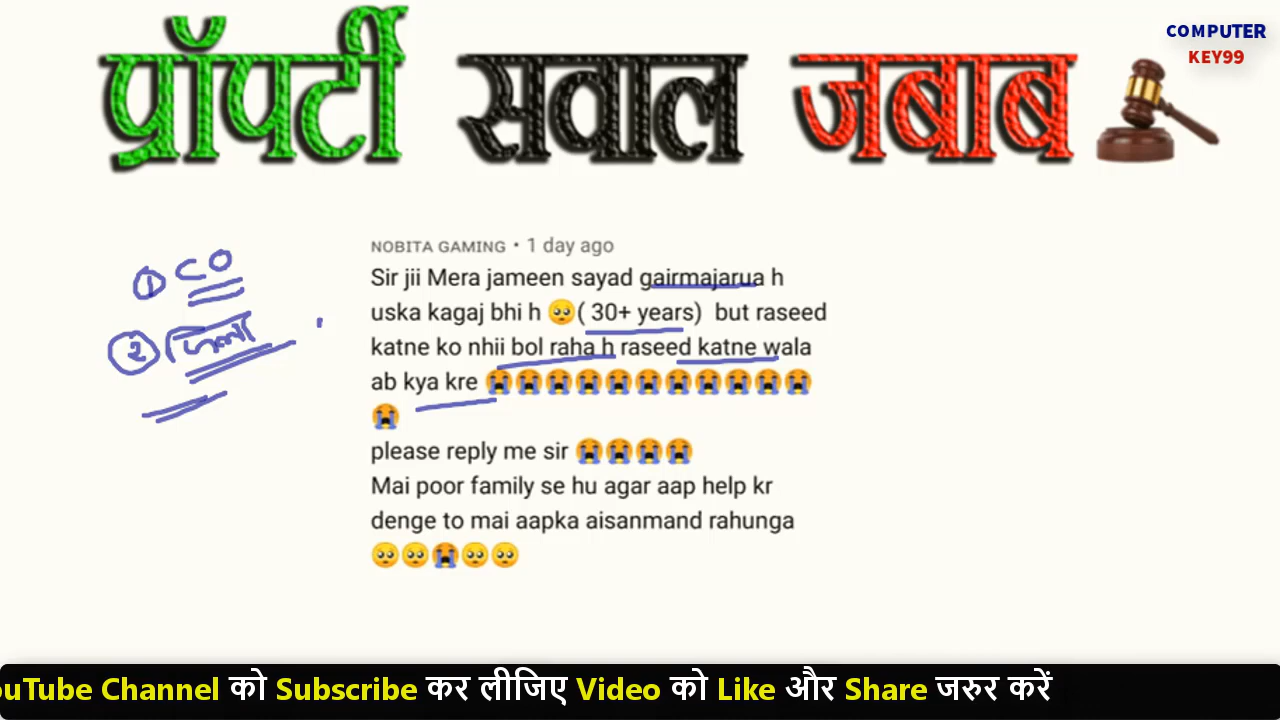 प्रॉपर्टी सवाल जबाब
COMPUTER
KEY99
NOBITA GAMING • 1 day ago
Sir jii Mera jameen sayad gairmajarua h
uska kagaj bhi h 🥺( 30+ years) but raseed
katne ko nhii bol raha h raseed katne wala
ab kya kre 😭😭😭😭😭😭😭😭😭😭😭
😭
please reply me sir 😭😭😭😭
Mai poor family se hu agar aap help kr
denge to mai aapka aisanmand rahunga
🥺🥺😭🥺🥺
① CO
② जिला
ouTube Channel को Subscribe कर लीजिए Video को Like और Share जरुर करें